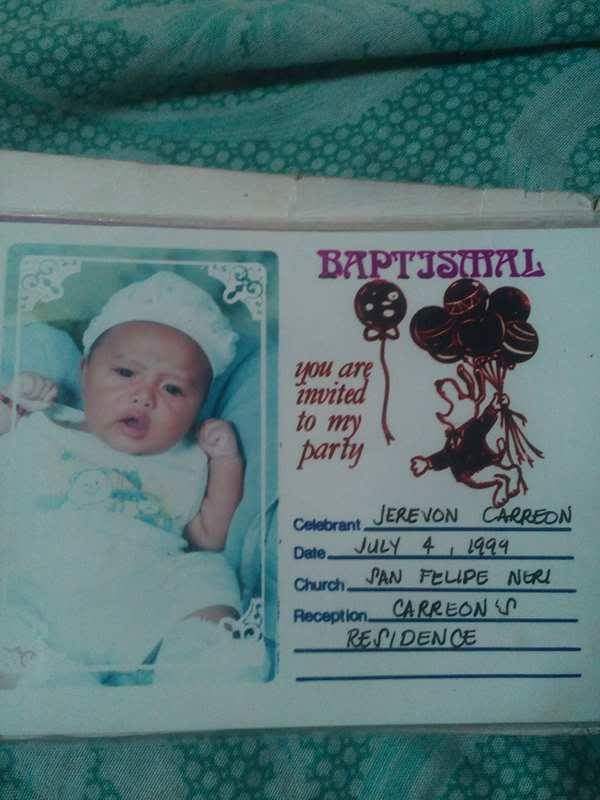 BAPTISMAL
you are
invited
to my
party
Celebrant JEREVON CARREON
Date JULY 4, 1999
Church SAN FELIPE NERI
Reception CARREON'S
RESIDENCE